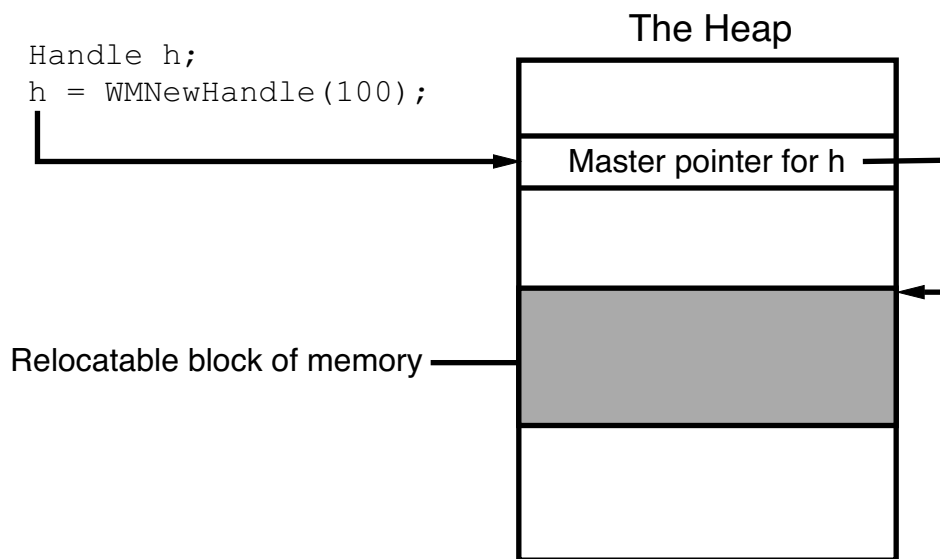 The Heap
Handle h;
h = WMNewHandle(100);
Master pointer for h
Relocatable block of memory